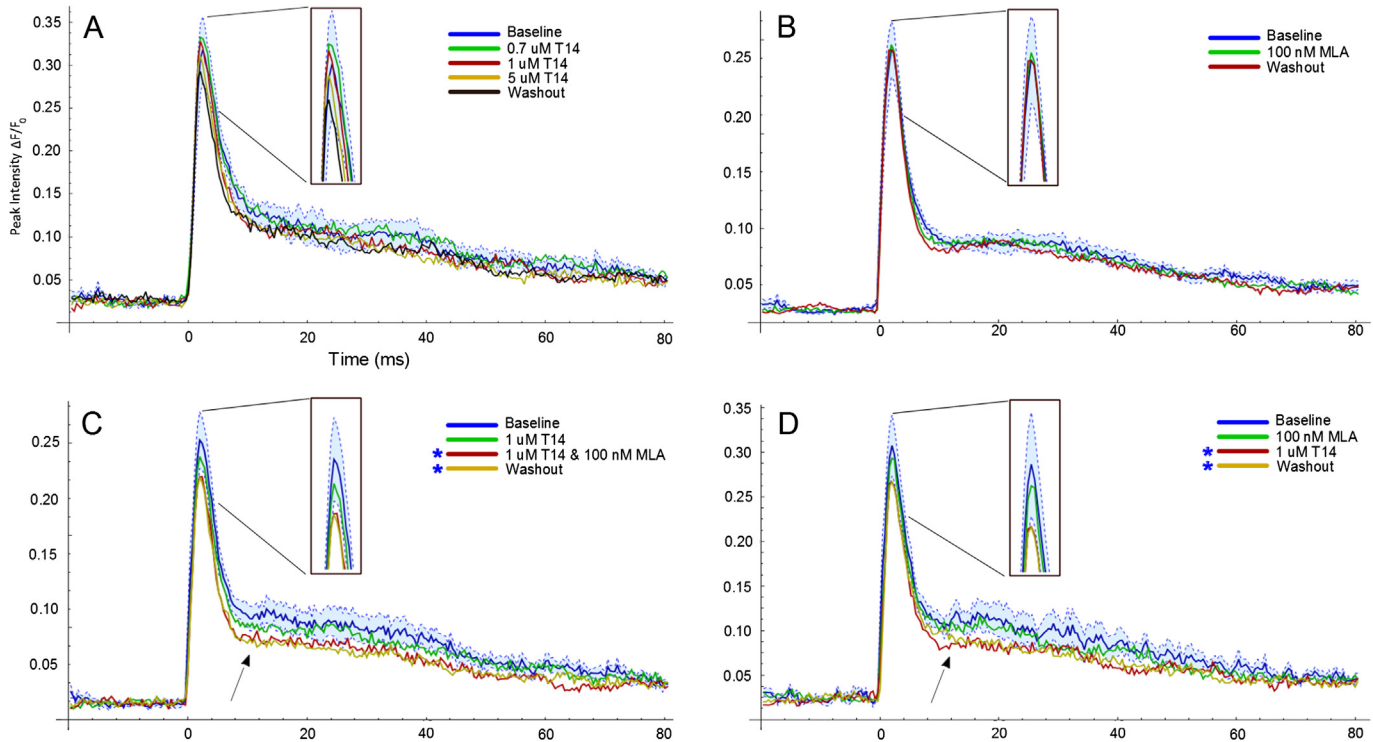 A
Peak Intensity ΔF/F₀
0.35
0.30
0.25
0.20
0.15
0.10
0.05
0
20
40
60
80
Time (ms)
Baseline
0.7 uM T14
1 uM T14
5 uM T14
Washout
B
0.25
0.20
0.15
0.10
0.05
0
20
40
60
80
Baseline
100 nM MLA
Washout
C
0.25
0.20
0.15
0.10
0.05
0
20
40
60
80
Baseline
1 uM T14
* 1 uM T14 & 100 nM MLA
* Washout
D
0.35
0.30
0.25
0.20
0.15
0.10
0.05
0
20
40
60
80
Baseline
100 nM MLA
* 1 uM T14
* Washout